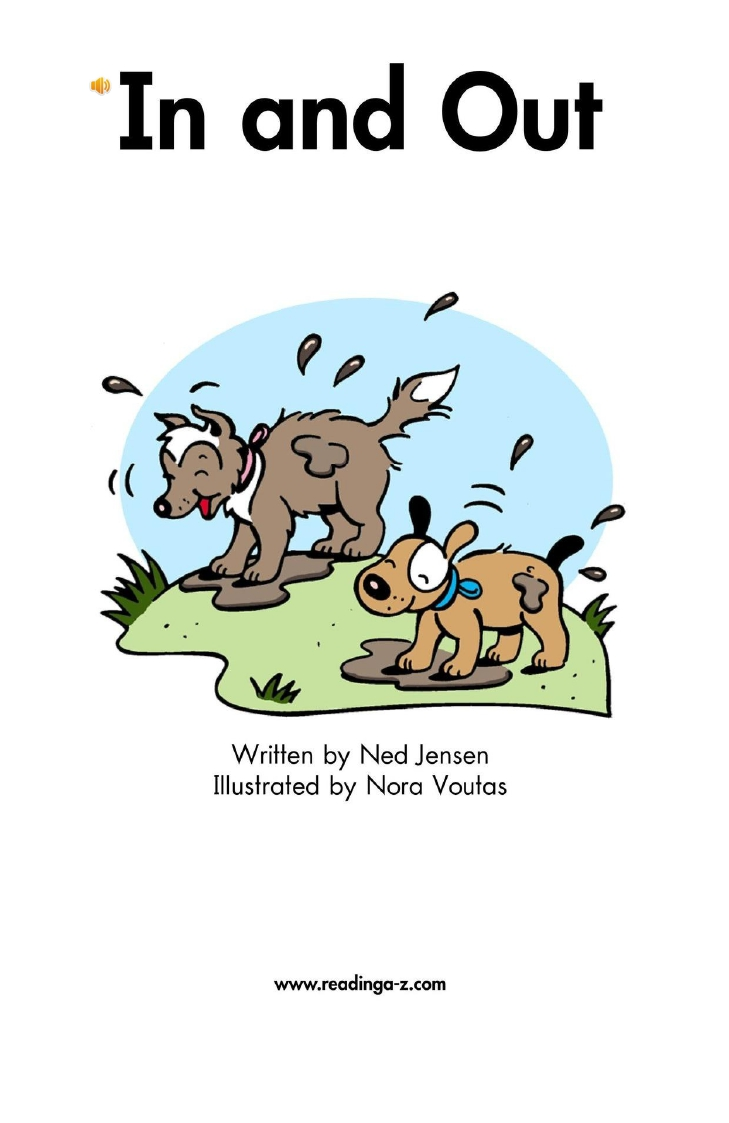 In and Out
Written by Ned Jensen
Illustrated by Nora Voutas
www.readinga-z.com